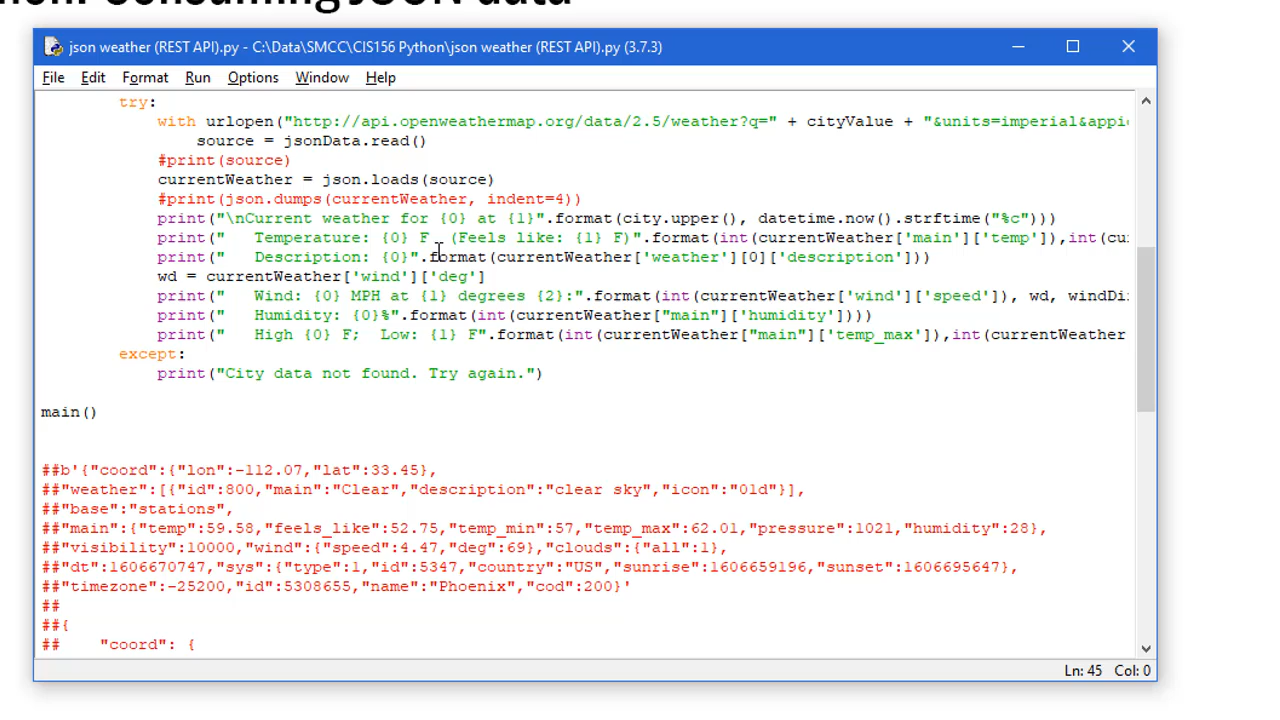 Consuming JSON data
json weather (REST API).py - C:\Data\SMCC\CIS156 Python\json weather (REST API).py (3.7.3)
File Edit Format Run Options Window Help
try:
with urlopen("http://api.openweathermap.org/data/2.5/weather?q=" + cityValue + "&units=imperial&appi
source = jsonData.read()
#print(source)
currentWeather = json.loads(source)
#print(json.dumps(currentWeather, indent=4))
print("\nCurrent weather for {0} at {1}".format(city.upper(), datetime.now().strftime("%c")))
print("   Temperature: {0} F  (Feels like: {1} F)".format(int(currentWeather['main']['temp']),int(cu
print("   Description: {0}".format(currentWeather['weather'][0]['description']))
wd = currentWeather['wind']['deg']
print("   Wind: {0} MPH at {1} degrees {2}:".format(int(currentWeather['wind']['speed']), wd, windDi
print("   Humidity: {0}%".format(int(currentWeather["main"]['humidity'])))
print("   High {0} F;  Low: {1} F".format(int(currentWeather["main"]['temp_max']),int(currentWeather
except:
print("City data not found. Try again.")
main()
##b'{"coord":{"lon":-112.07,"lat":33.45},
##"weather":[{"id":800,"main":"Clear","description":"clear sky","icon":"01d"}],
##"base":"stations",
##"main":{"temp":59.58,"feels_like":52.75,"temp_min":57,"temp_max":62.01,"pressure":1021,"humidity":28},
##"visibility":10000,"wind":{"speed":4.47,"deg":69},"clouds":{"all":1},
##"dt":1606670747,"sys":{"type":1,"id":5347,"country":"US","sunrise":1606659196,"sunset":1606695647},
##"timezone":-25200,"id":5308655,"name":"Phoenix","cod":200}'
##
##{
##    "coord": {
Ln: 45 Col: 0